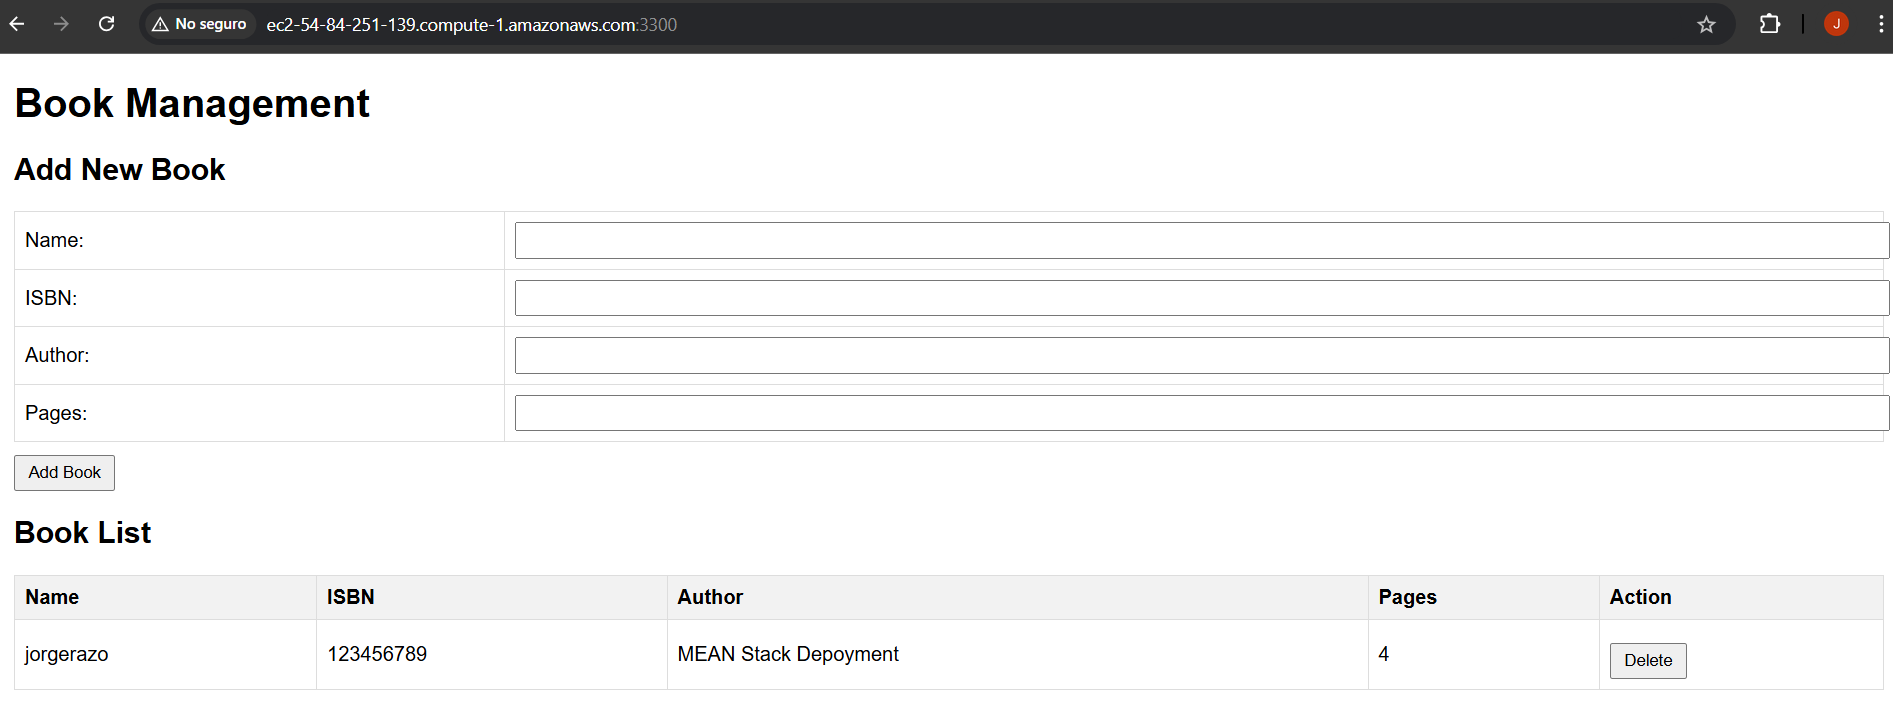 No seguro ec2-54-84-251-139.compute-1.amazonaws.com:3300 J
Book Management
Add New Book
Name:
ISBN:
Author:
Pages:
Add Book
Book List
Name ISBN Author Pages Action
jorgerazo 123456789 MEAN Stack Depoyment 4 Delete